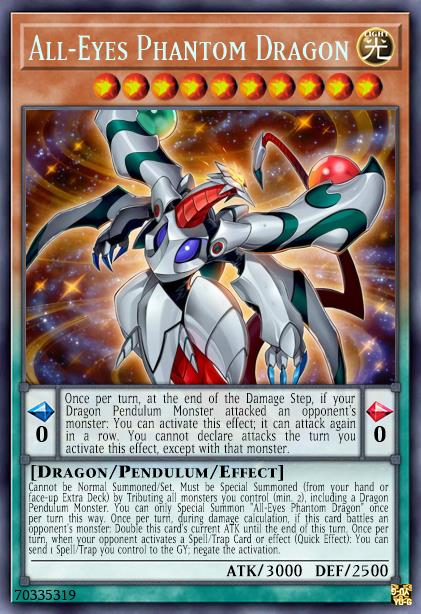 All-Eyes Phantom Dragon
LIGHT
光
Once per turn, at the end of the Damage Step, if your
Dragon Pendulum Monster attacked an opponent's
monster: You can activate this effect; it can attack again
in a row. You cannot declare attacks the turn you
activate this effect, except with that monster.
0
0
[Dragon/Pendulum/Effect]
Cannot be Normal Summoned/Set. Must be Special Summoned (from your hand or
face-up Extra Deck) by Tributing all monsters you control (min. 2), including a Dragon
Pendulum Monster. You can only Special Summon "All-Eyes Phantom Dragon" once
per turn this way. Once per turn, during damage calculation, if this card battles an
opponent's monster: Double this card's current ATK until the end of this turn. Once per
turn, when your opponent activates a Spell/Trap Card or effect (Quick Effect): You can
send 1 Spell/Trap you control to the GY; negate the activation.
ATK/3000 DEF/2500
70335319